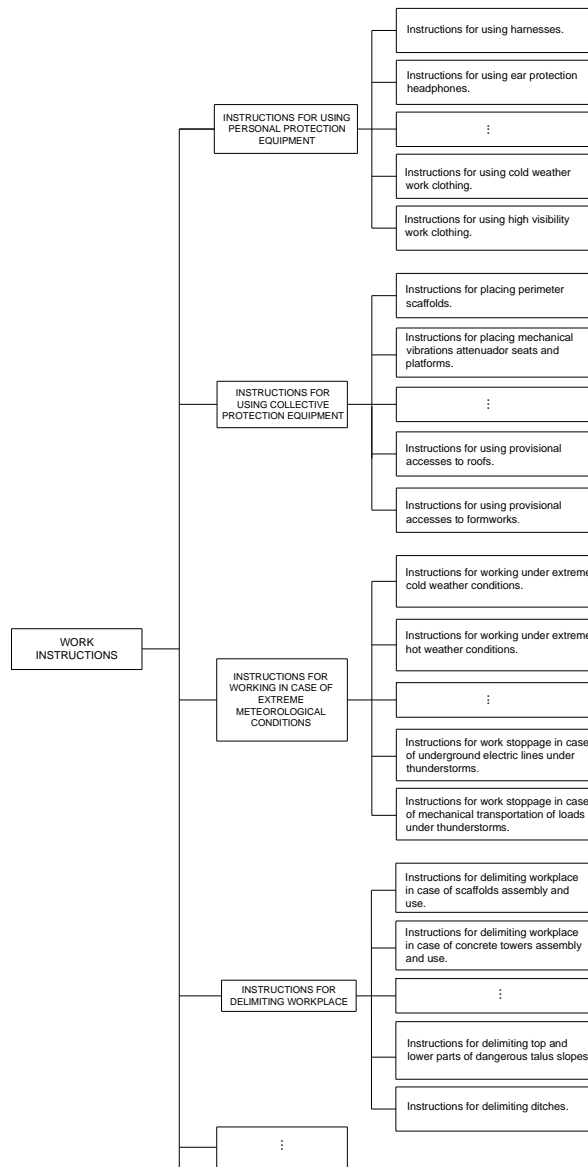 Instructions for using harnesses.
Instructions for using ear protection
headphones.
INSTRUCTIONS FOR USING
PERSONAL PROTECTION
EQUIPMENT
⋮
Instructions for using cold weather
work clothing.
Instructions for using high visibility
work clothing.
Instructions for placing perimeter
scaffolds.
Instructions for placing mechanical
vibrations attenuador seats and
platforms.
INSTRUCTIONS FOR
USING COLLECTIVE
PROTECTION EQUIPMENT
⋮
Instructions for using provisional
accesses to roofs.
Instructions for using provisional
accesses to formworks.
Instructions for working under extreme
cold weather conditions.
WORK
INSTRUCTIONS
Instructions for working under extreme
hot weather conditions.
INSTRUCTIONS FOR
WORKING IN CASE OF
EXTREME
METEOROLOGICAL
CONDITIONS
⋮
Instructions for work stoppage in case
of underground electric lines under
thunderstorms.
Instructions for work stoppage in case
of mechanical transportation of loads
under thunderstorms.
Instructions for delimiting workplace
in case of scaffolds assembly and
use.
Instructions for delimiting workplace
in case of concrete towers assembly
and use.
INSTRUCTIONS FOR
DELIMITING WORKPLACE
⋮
Instructions for delimiting top and
lower parts of dangerous talus slopes
Instructions for delimiting ditches.
⋮